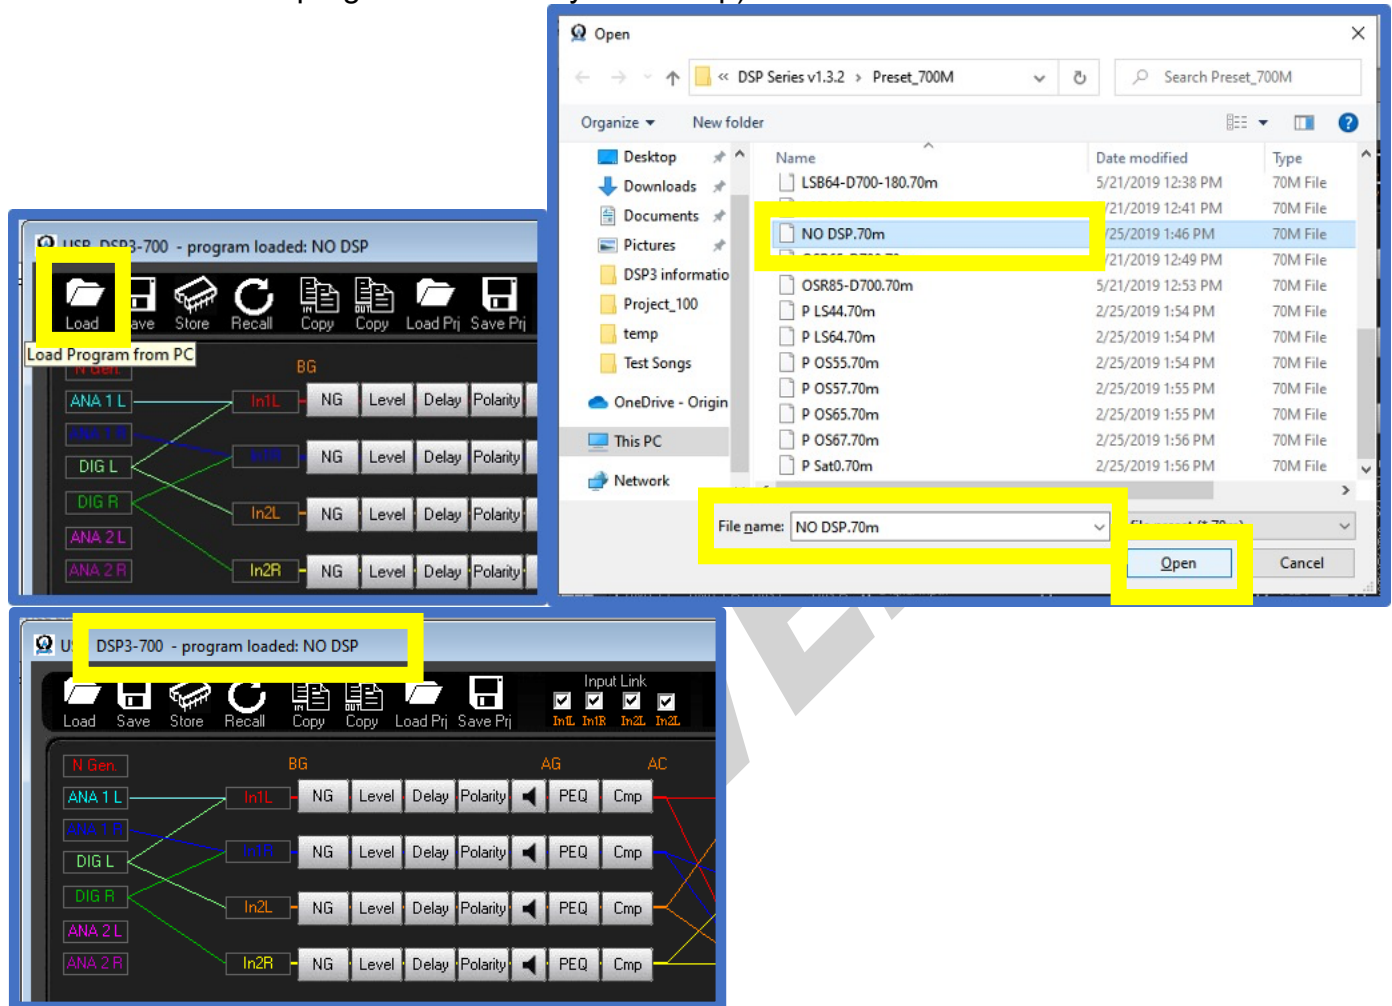 Open
« DSP Series v1.3.2 › Preset_700M
Search Preset_700M
Organize
New folder
Desktop
Downloads
Documents
Pictures
DSP3 informatio
Project_100
temp
Test Songs
OneDrive - Origin
This PC
Network
Name Date modified Type
LSB64-D700-180.70m 5/21/2019 12:38 PM 70M File
/21/2019 12:41 PM 70M File
NO DSP.70m /25/2019 1:46 PM 70M File
/21/2019 12:49 PM 70M File
OSR85-D700.70m 5/21/2019 12:53 PM 70M File
P LS44.70m 2/25/2019 1:54 PM 70M File
P LS64.70m 2/25/2019 1:54 PM 70M File
P OS55.70m 2/25/2019 1:54 PM 70M File
P OS57.70m 2/25/2019 1:55 PM 70M File
P OS65.70m 2/25/2019 1:55 PM 70M File
P OS67.70m 2/25/2019 1:56 PM 70M File
P Sat0.70m 2/25/2019 1:56 PM 70M File
File name: NO DSP.70m
Open Cancel
USB DSP3-700 - program loaded: NO DSP
Load ave Store Recall Copy Copy Load Prj Save Prj
Load Program from PC
N Gen. BG
ANA 1 L In1L NG Level Delay Polarity
ANA 1 R In1R NG Level Delay Polarity
DIG L
DIG R In2L NG Level Delay Polarity
ANA 2 L
ANA 2 R In2R NG Level Delay Polarity
DSP3-700 - program loaded: NO DSP
Input Link
Load Save Store Recall Copy Copy Load Prj Save Prj In1L In1R In2L In2L
N Gen. BG AG AC
ANA 1 L In1L NG Level Delay Polarity PEQ Cmp
ANA 1 R In1R NG Level Delay Polarity PEQ Cmp
DIG L
DIG R In2L NG Level Delay Polarity PEQ Cmp
ANA 2 L
ANA 2 R In2R NG Level Delay Polarity PEQ Cmp